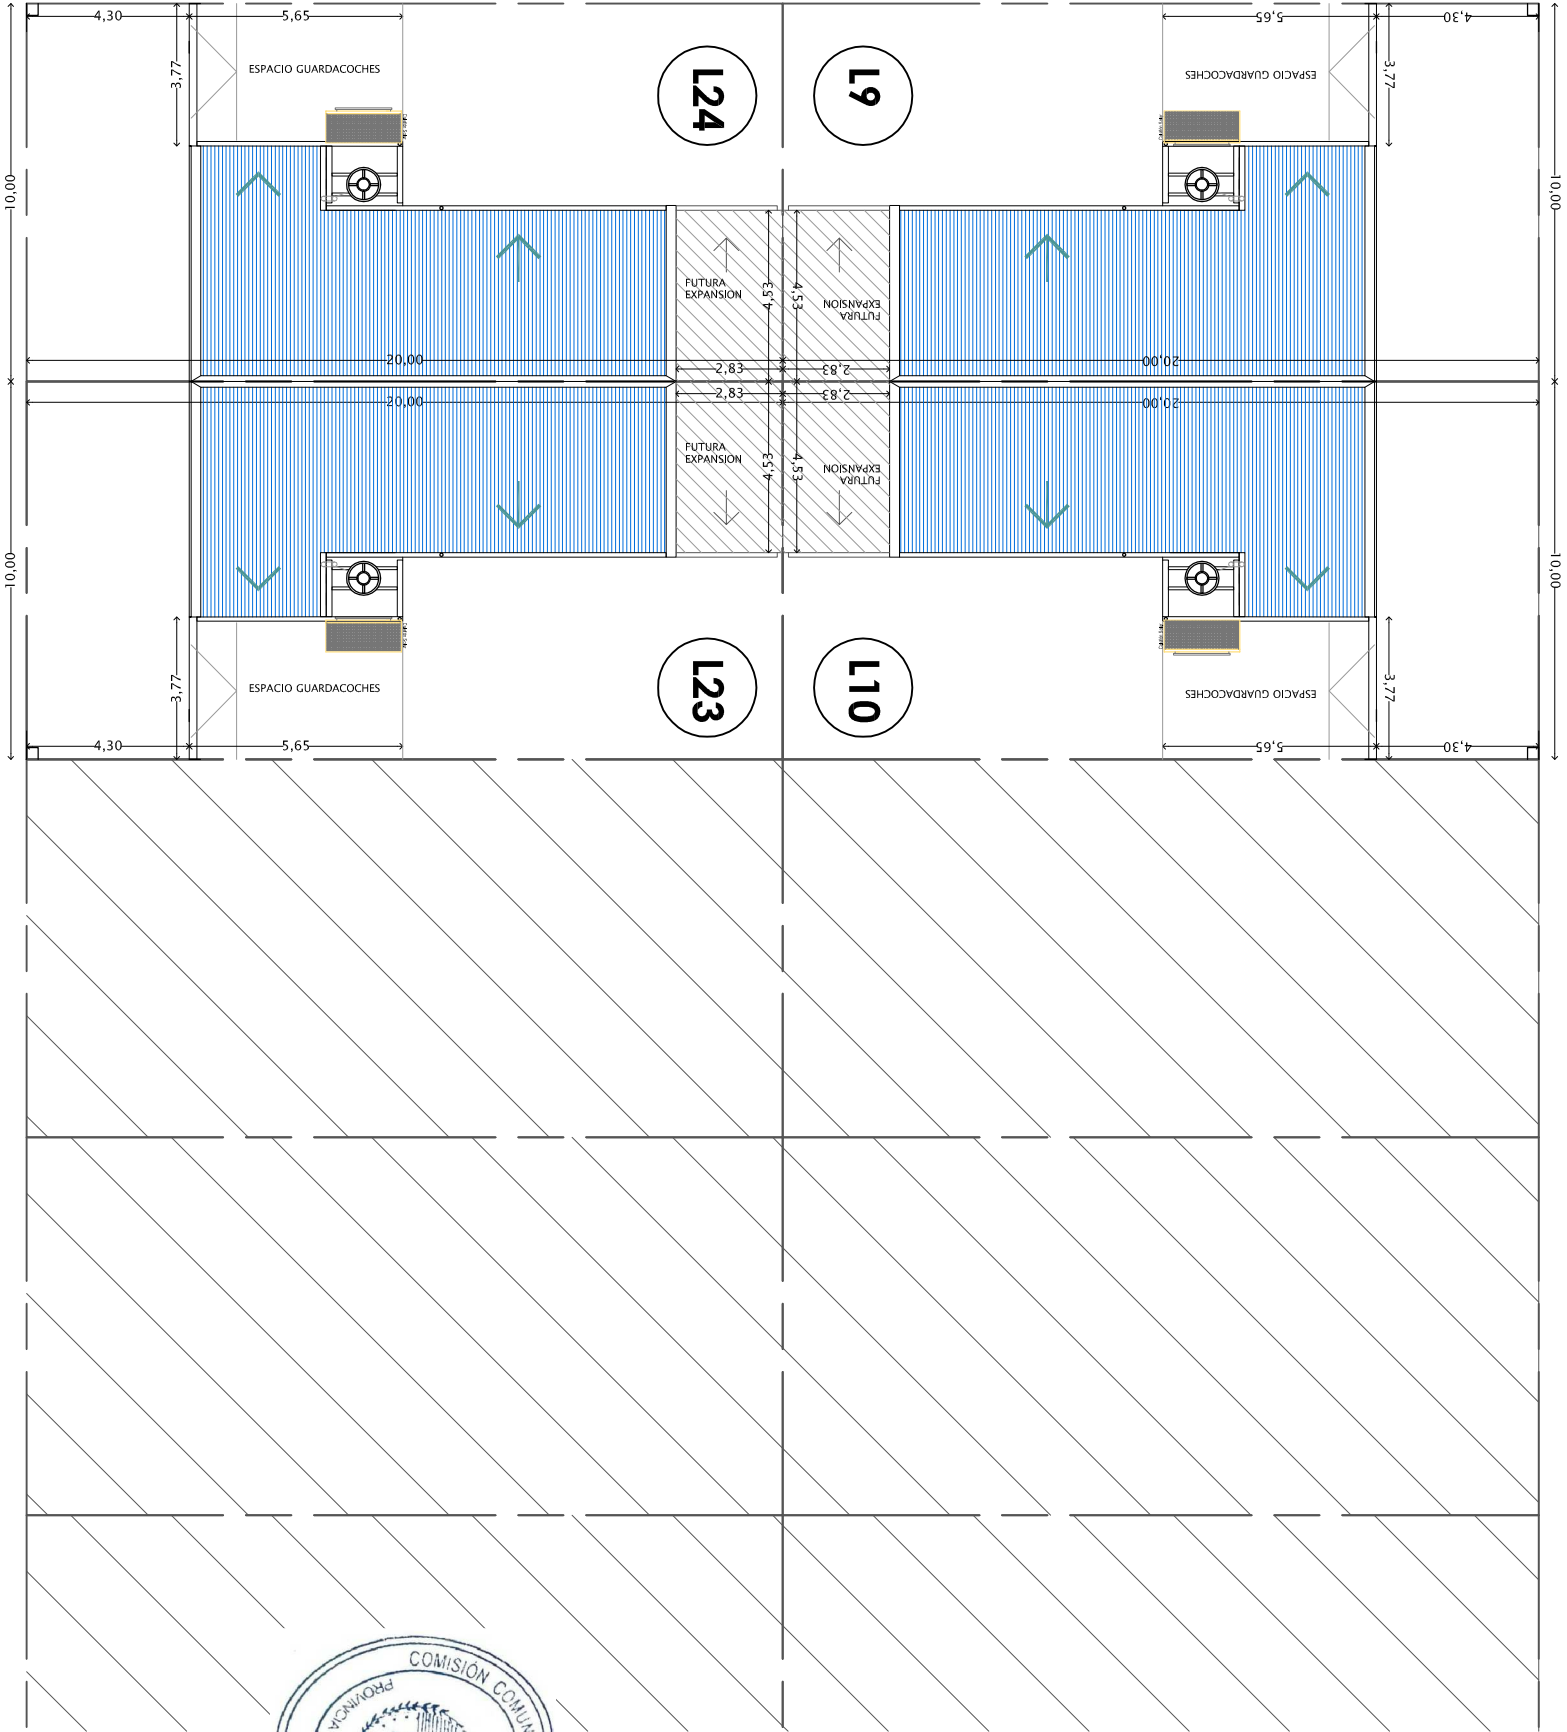 4,30
5,65
5,65
4,30
3,77
ESPACIO GUARDACOCHES
L24
L9
ESPACIO GUARDACOCHES
3,77
10,00
10,00
FUTURA
EXPANSION
4,53
4,53
FUTURA
EXPANSION
20,00
2,83
2,83
20,00
20,00
2,83
2,83
20,00
FUTURA
EXPANSION
4,53
4,53
FUTURA
EXPANSION
10,00
10,00
3,77
ESPACIO GUARDACOCHES
L23
L10
ESPACIO GUARDACOCHES
3,77
4,30
5,65
5,65
4,30
COMISIÓN COMUN
PROVINCIA